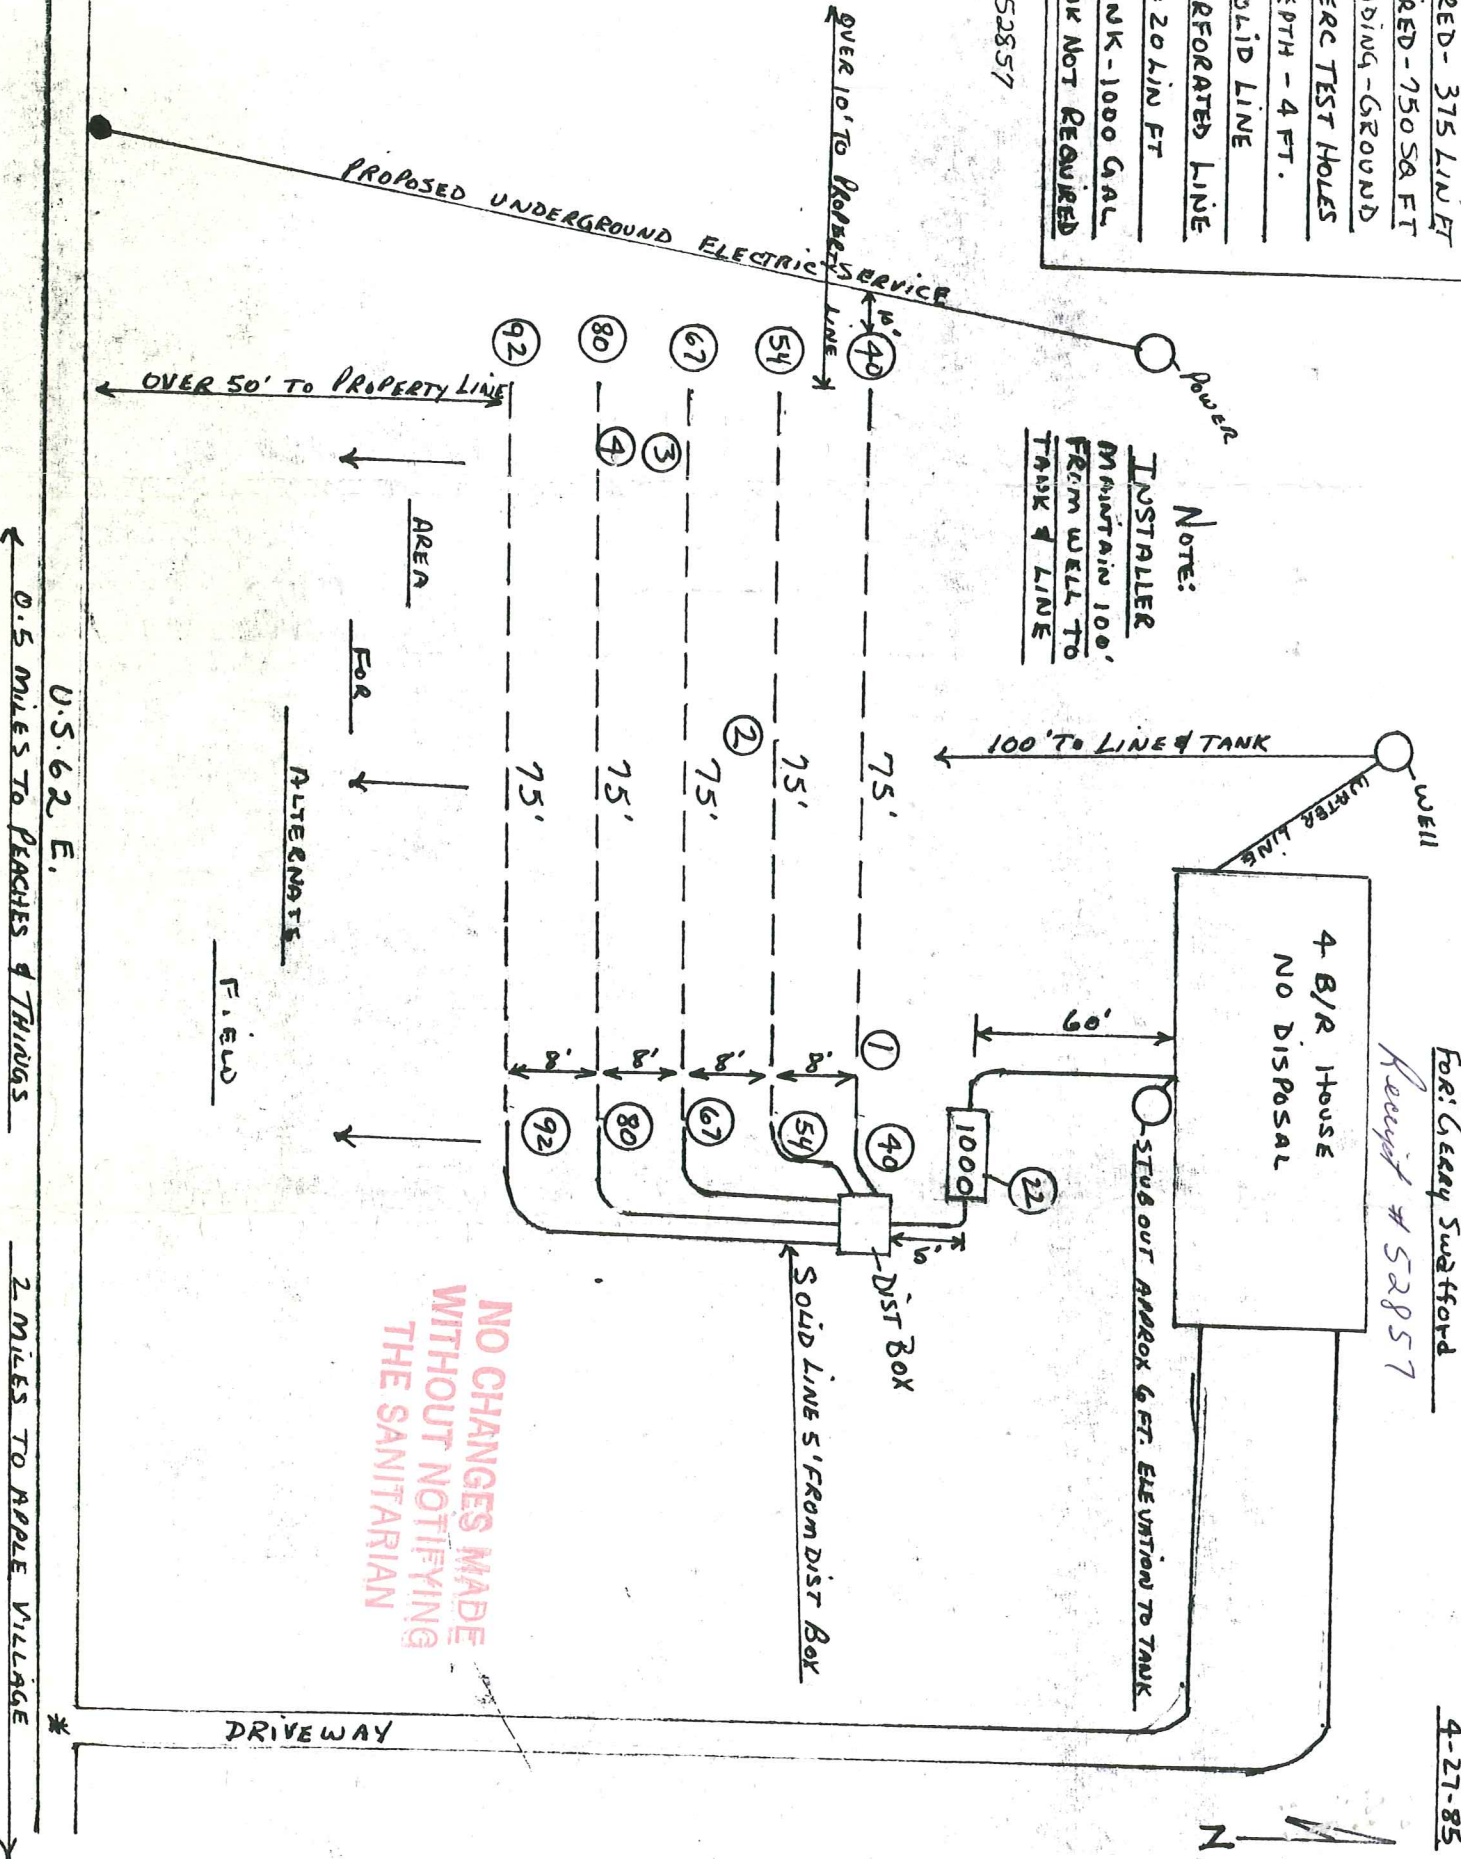 RED- 375 LIN FT
RED-750 SQ FT
DING-GROUND
ERC TEST HOLES
EPTH - 4 FT.
OLID LINE
RFORATED LINE
20 LIN FT
NK-1000 GAL
OK NOT REQUIRED
52857
FOR: GERRY Swafford
Receipt # 52857
4-27-85
N
POWER
WELL
WATER LINE
4 B/R HOUSE
NO DISPOSAL
NOTE:
INSTALLER
MAINTAIN 100'
FROM WELL TO
TANK & LINE
100' TO LINE & TANK
60'
STUB OUT APPROX 6 FT. ELEVATION TO TANK
1000
22
DIST BOX
SOLID LINE 5' FROM DIST BOX
OVER 10' TO PROPERTY LINE
PROPOSED UNDERGROUND ELECTRIC SERVICE
10'
40
75'
1
40
54
75'
8'
54
2
67
75'
8'
67
3
80
4
75'
8'
80
92
75'
8'
92
OVER 50' TO PROPERTY LINE
AREA
FOR
ALTERNATE
FIELD
NO CHANGES MADE
WITHOUT NOTIFYING
THE SANITARIAN
DRIVEWAY
*
U.S. 62 E.
0.5 MILES TO PEACHES & THINGS
2 MILES TO APPLE VILLAGE